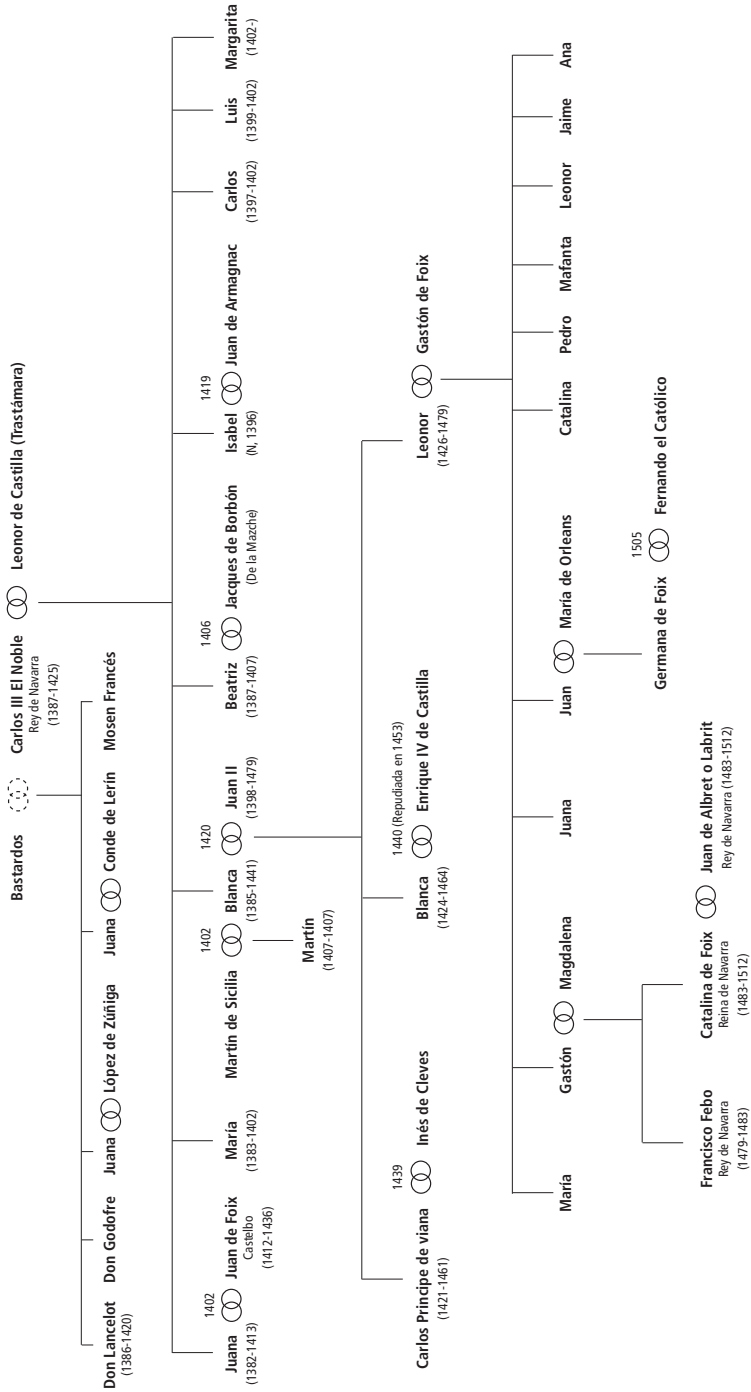 Bastardos
Carlos III El Noble
Rey de Navarra
(1387-1425)
Leonor de Castilla (Trastámara)
Don Lancelot
(1386-1420)
Don Godofre
Juana
López de Zúñiga
Juana
Conde de Lerín
Mosen Francés
Juana
(1382-1413)
1402
Juan de Foix
Castelbo
(1412-1436)
María
(1383-1402)
Martín de Sicilia
1402
Blanca
(1385-1441)
1420
Juan II
(1398-1479)
Beatriz
(1387-1407)
1406
Jacques de Borbón
(De la Mazche)
Isabel
(N, 1396)
1419
Juan de Armagnac
Carlos
(1397-1402)
Luis
(1399-1402)
Margarita
(1402-)
Martín
(1407-1407)
Carlos Principe de viana
(1421-1461)
1439
Inés de Cleves
Blanca
(1424-1464)
1440 (Repudiada en 1453)
Enrique IV de Castilla
Leonor
(1426-1479)
Gastón de Foix
María
Gastón
Magdalena
Juana
Juan
María de Orleans
Catalina
Pedro
Mafanta
Leonor
Jaime
Ana
Francisco Febo
Rey de Navarra
(1479-1483)
Catalina de Foix
Reina de Navarra
(1483-1512)
Juan de Albret o Labrit
Rey de Navarra (1483-1512)
Germana de Foix
1505
Fernando el Católico